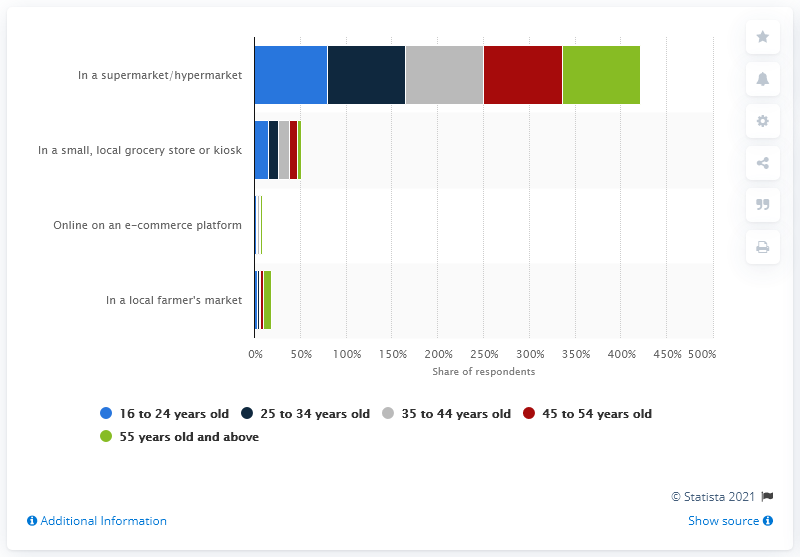 In a supermarket/hypermarket
In a small, local grocery store or kiosk
Online on an e-commerce platform
In a local farmer's market
0% 50% 100% 150% 200% 250% 300% 350% 400% 450% 500%
Share of respondents
16 to 24 years old 25 to 34 years old 35 to 44 years old 45 to 54 years old
55 years old and above
© Statista 2021
Additional Information Show source